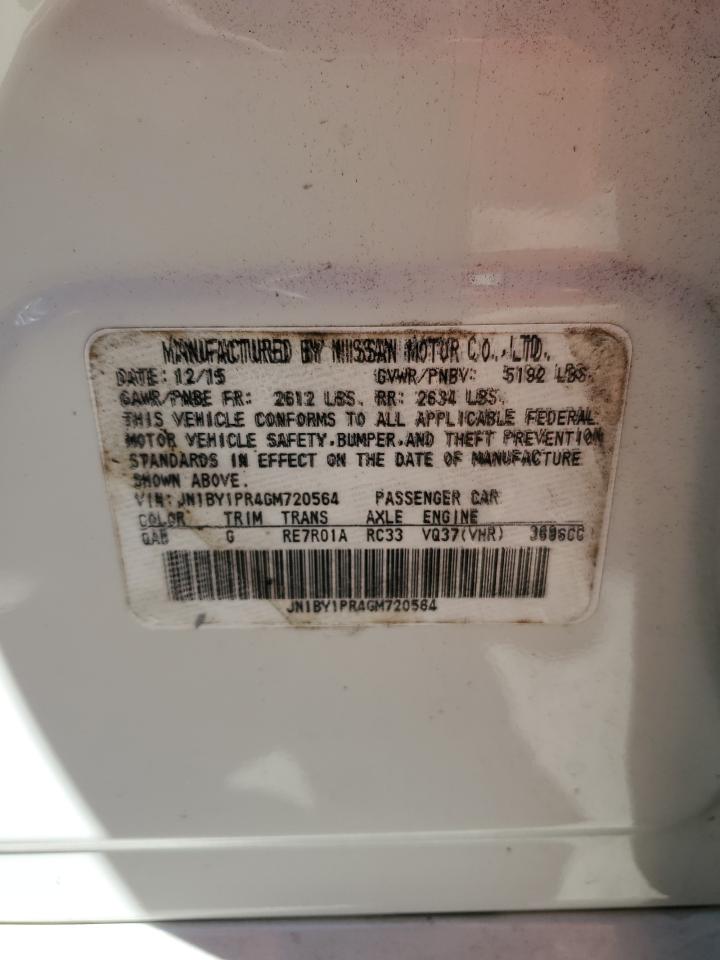 MANUFACTURED BY NISSAN MOTOR CO.,LTD.
DATE:12/15 GVWR/PNBV: 5192 LBS.
GAWR/PNBE FR: 2612 LBS. RR: 2634 LBS.
THIS VEHICLE CONFORMS TO ALL APPLICABLE FEDERAL
MOTOR VEHICLE SAFETY,BUMPER,AND THEFT PREVENTION
STANDARDS IN EFFECT ON THE DATE OF MANUFACTURE
SHOWN ABOVE.
VIN:JN1BY1PR4GM720564 PASSENGER CAR
COLOR TRIM TRANS AXLE ENGINE
QAB G RE7R01A RC33 VQ37(VHR) 3696CC
JN1BY1PR4GM720564